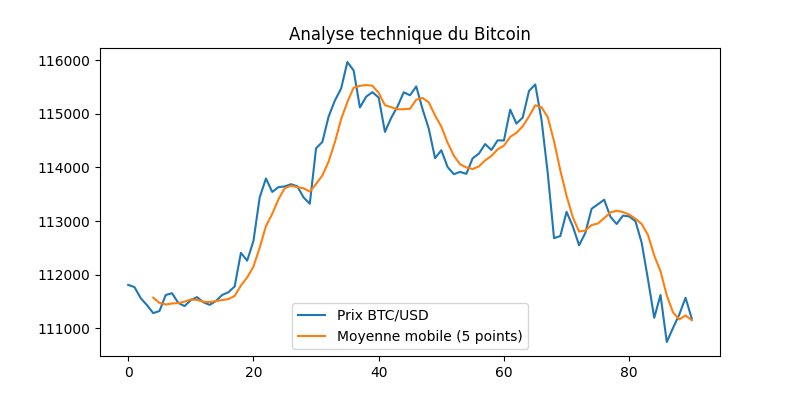 Analyse technique du Bitcoin
116000
115000
114000
113000
112000
111000
Prix BTC/USD
Moyenne mobile (5 points)
0 20 40 60 80